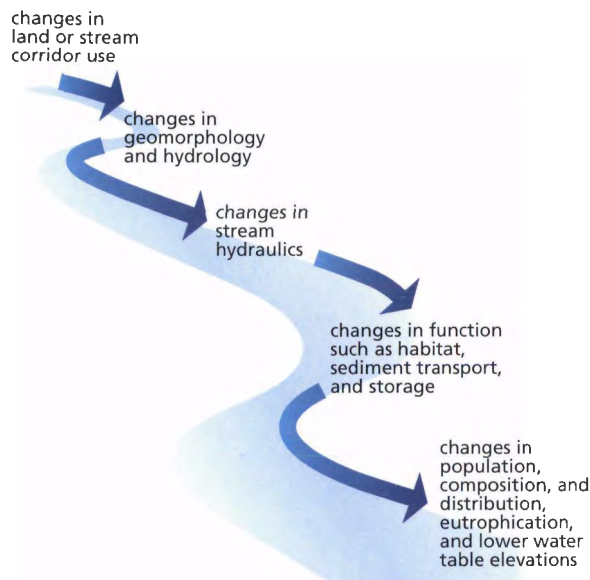 changes in
land or stream
corridor use
changes in
geomorphology
and hydrology
changes in
stream
hydraulics
changes in function
such as habitat,
sediment transport,
and storage
changes in
population,
composition, and
distribution,
eutrophication,
and lower water
table elevations